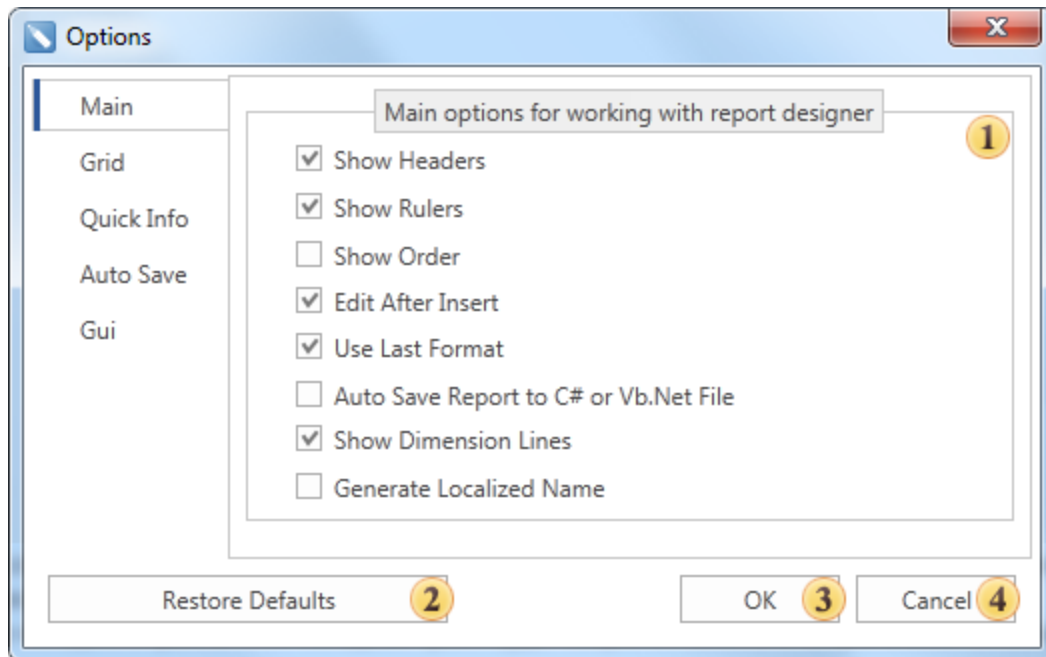 Options
Main
Grid
Quick Info
Auto Save
Gui
Main options for working with report designer
1
Show Headers
Show Rulers
Show Order
Edit After Insert
Use Last Format
Auto Save Report to C# or Vb.Net File
Show Dimension Lines
Generate Localized Name
Restore Defaults 2 OK 3 Cancel 4